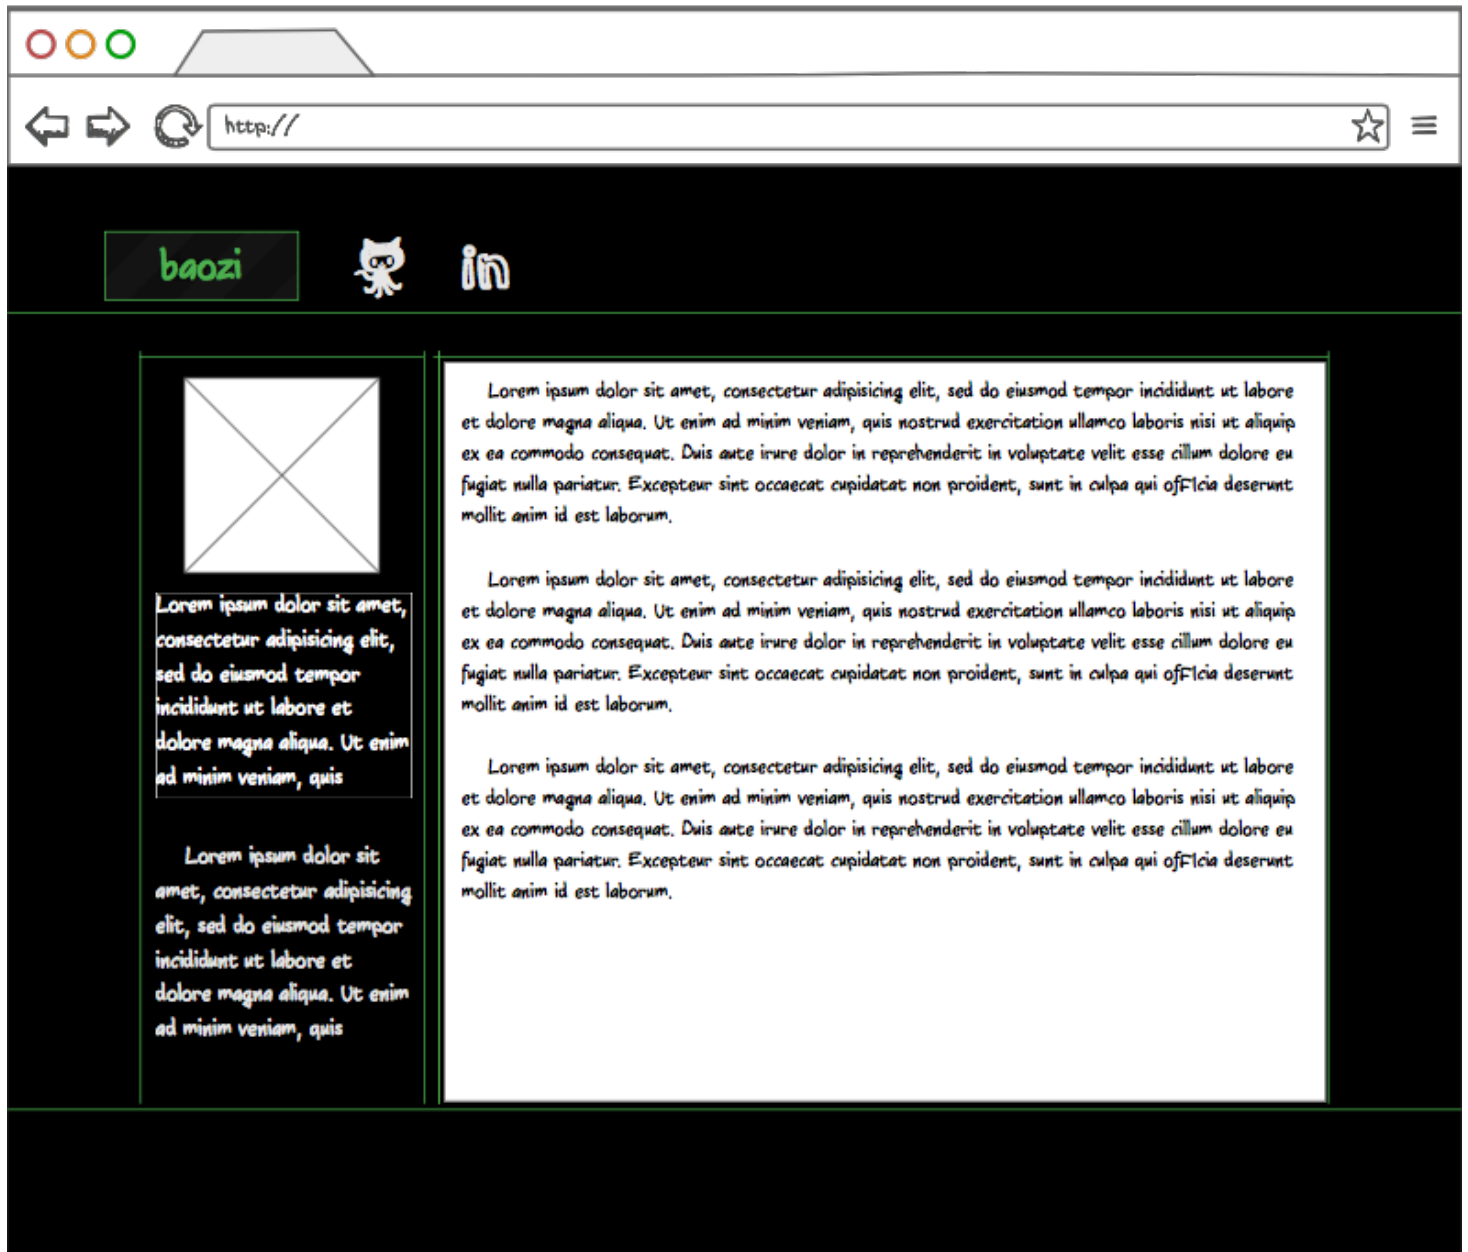 http://
baozi
in
Lorem ipsum dolor sit amet,
consectetur adipisicing elit,
sed do eiusmod tempor
incididunt ut labore et
dolore magna aliqua. Ut enim
ad minim veniam, quis
Lorem ipsum dolor sit
amet, consectetur adipisicing
elit, sed do eiusmod tempor
incididunt ut labore et
dolore magna aliqua. Ut enim
ad minim veniam, quis
Lorem ipsum dolor sit amet, consectetur adipisicing elit, sed do eiusmod tempor incididunt ut labore
et dolore magna aliqua. Ut enim ad minim veniam, quis nostrud exercitation ullamco laboris nisi ut aliquip
ex ea commodo consequat. Duis aute irure dolor in reprehenderit in voluptate velit esse cillum dolore eu
fugiat nulla pariatur. Excepteur sint occaecat cupidatat non proident, sunt in culpa qui officia deserunt
mollit anim id est laborum.
Lorem ipsum dolor sit amet, consectetur adipisicing elit, sed do eiusmod tempor incididunt ut labore
et dolore magna aliqua. Ut enim ad minim veniam, quis nostrud exercitation ullamco laboris nisi ut aliquip
ex ea commodo consequat. Duis aute irure dolor in reprehenderit in voluptate velit esse cillum dolore eu
fugiat nulla pariatur. Excepteur sint occaecat cupidatat non proident, sunt in culpa qui officia deserunt
mollit anim id est laborum.
Lorem ipsum dolor sit amet, consectetur adipisicing elit, sed do eiusmod tempor incididunt ut labore
et dolore magna aliqua. Ut enim ad minim veniam, quis nostrud exercitation ullamco laboris nisi ut aliquip
ex ea commodo consequat. Duis aute irure dolor in reprehenderit in voluptate velit esse cillum dolore eu
fugiat nulla pariatur. Excepteur sint occaecat cupidatat non proident, sunt in culpa qui officia deserunt
mollit anim id est laborum.